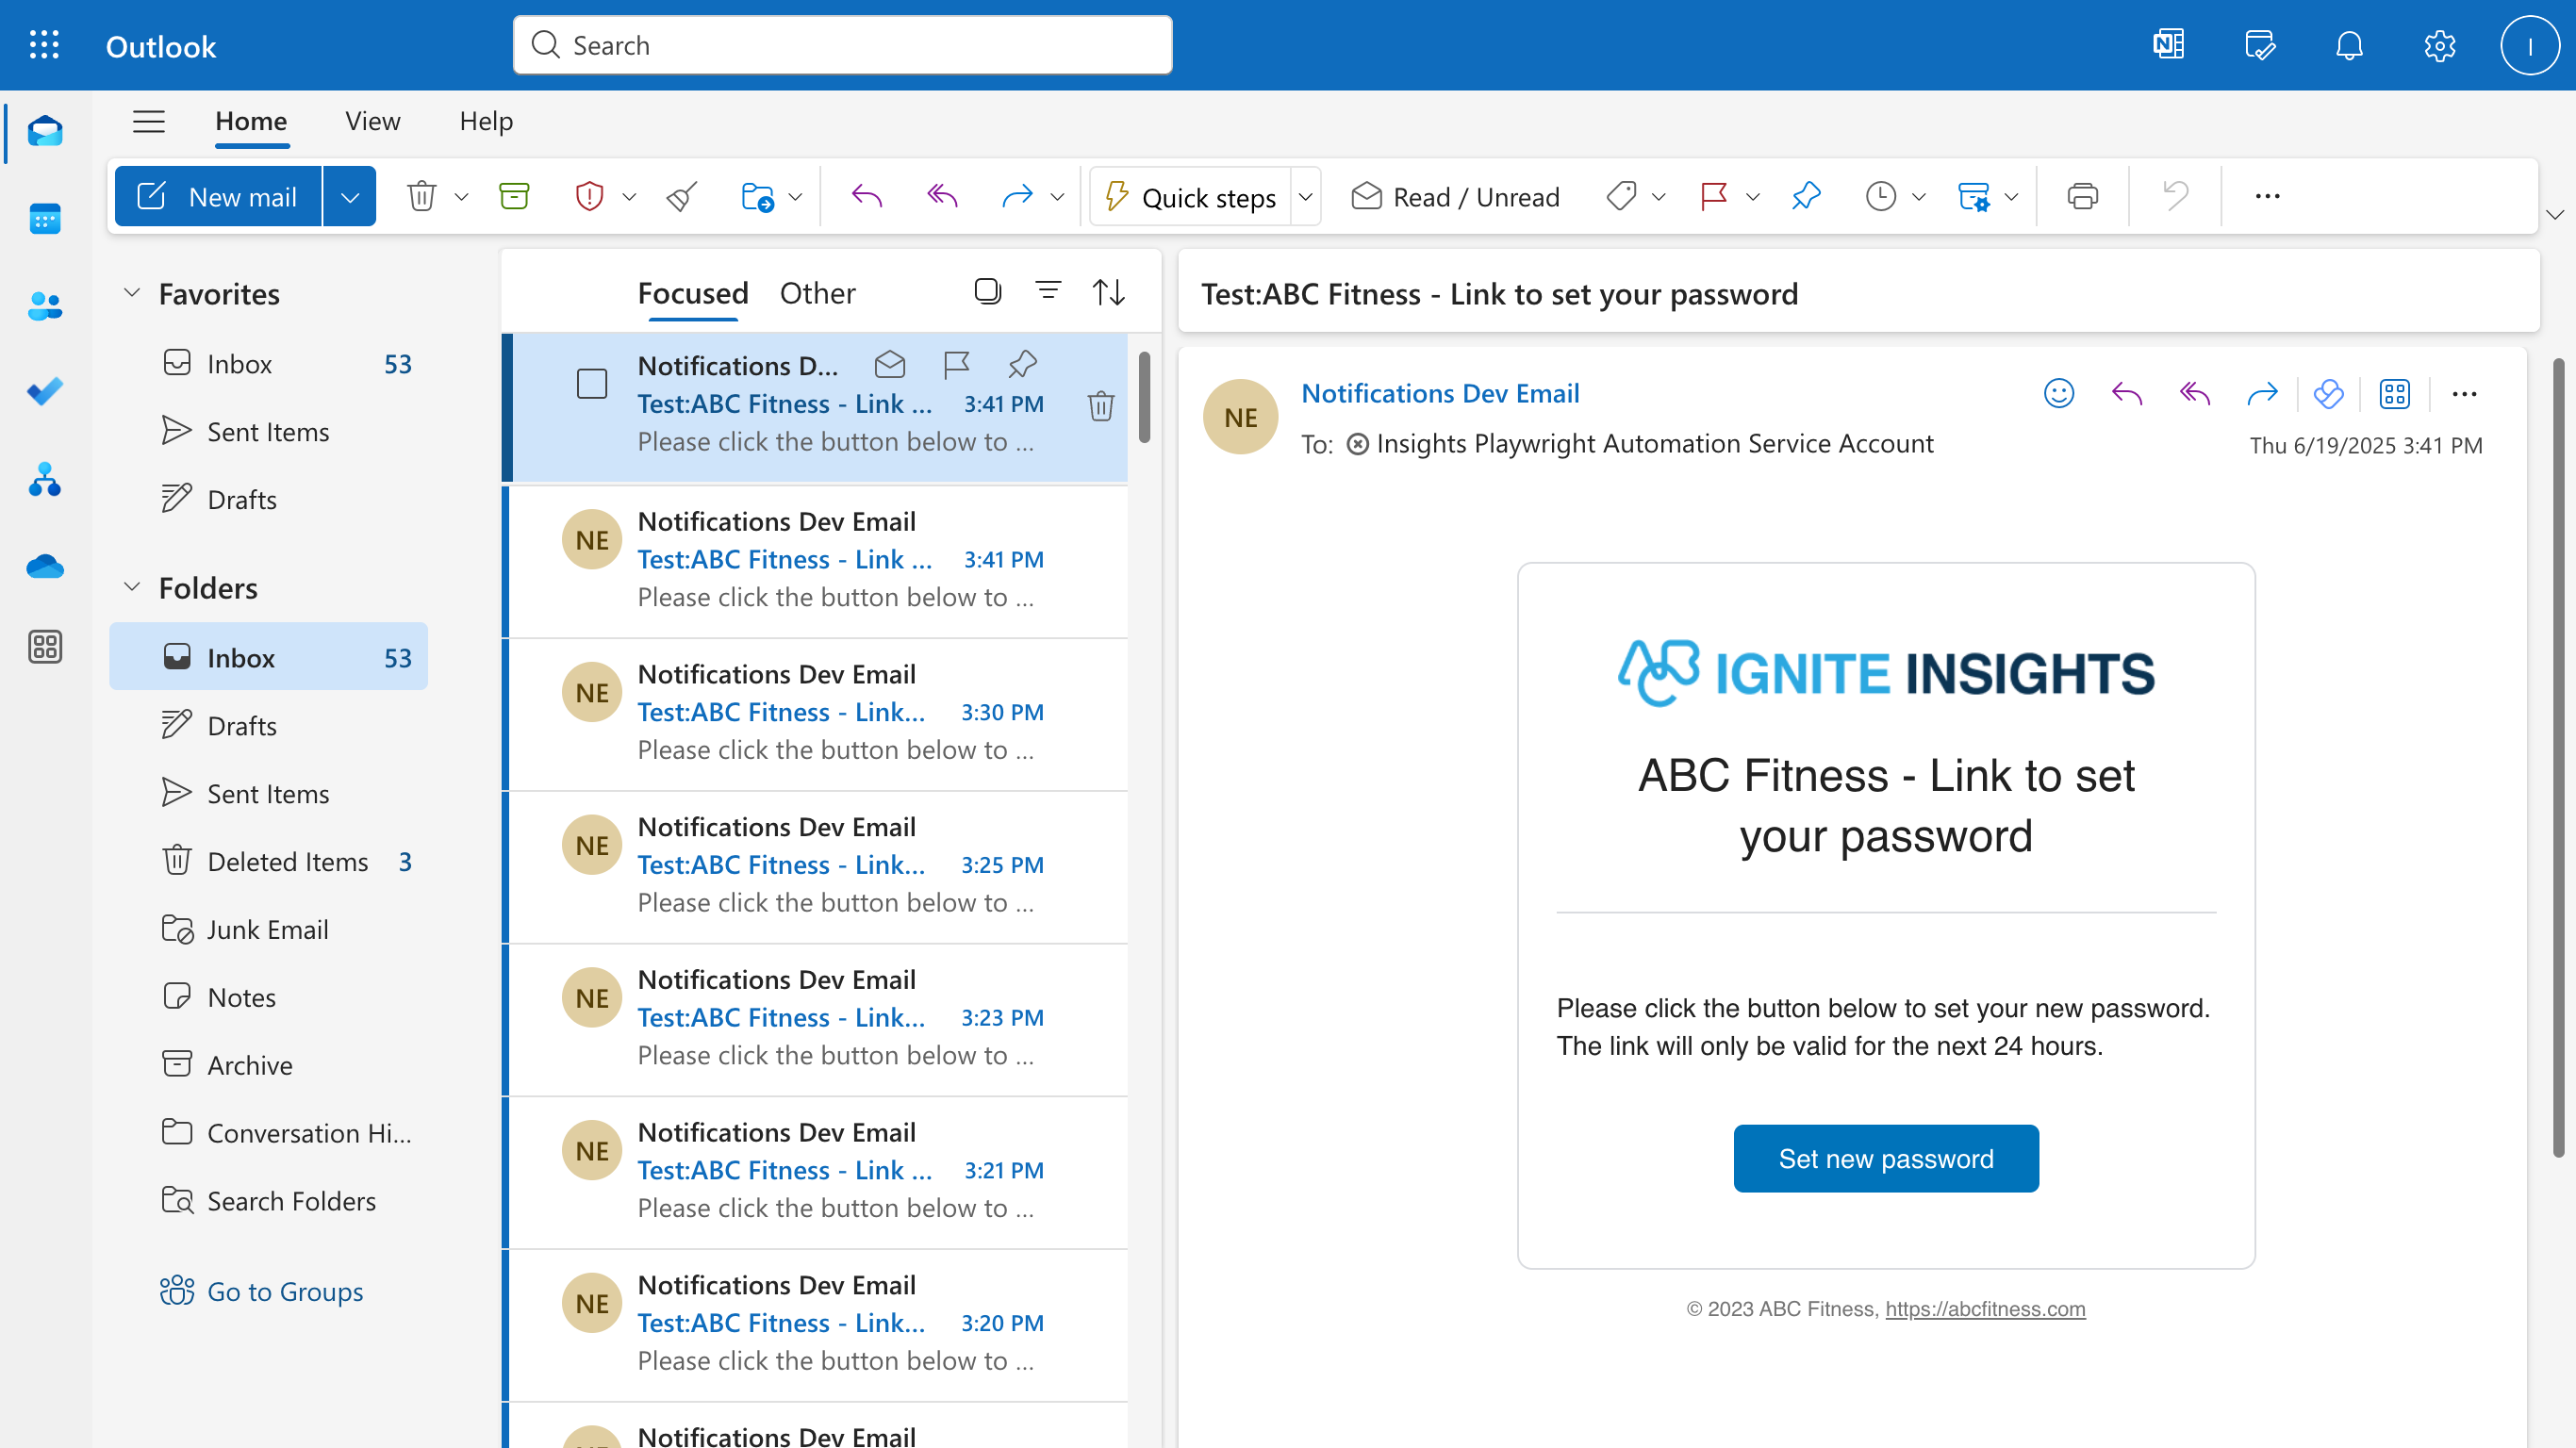 Outlook
Search
Home
View
Help
New mail
Quick steps
Read / Unread
Favorites
Inbox
53
Sent Items
Drafts
Folders
Inbox
53
Drafts
Sent Items
Deleted Items
3
Junk Email
Notes
Archive
Conversation Hi...
Search Folders
Go to Groups
Focused
Other
Notifications D...
Test:ABC Fitness - Link ...
3:41 PM
Please click the button below to ...
NE
Notifications Dev Email
Test:ABC Fitness - Link ...
3:41 PM
Please click the button below to ...
NE
Notifications Dev Email
Test:ABC Fitness - Link...
3:30 PM
Please click the button below to ...
NE
Notifications Dev Email
Test:ABC Fitness - Link...
3:25 PM
Please click the button below to ...
NE
Notifications Dev Email
Test:ABC Fitness - Link...
3:23 PM
Please click the button below to ...
NE
Notifications Dev Email
Test:ABC Fitness - Link ...
3:21 PM
Please click the button below to ...
NE
Notifications Dev Email
Test:ABC Fitness - Link...
3:20 PM
Please click the button below to ...
Notifications Dev Email
Test:ABC Fitness - Link to set your password
NE
Notifications Dev Email
To: Insights Playwright Automation Service Account
Thu 6/19/2025 3:41 PM
IGNITE INSIGHTS
ABC Fitness - Link to set
your password
Please click the button below to set your new password.
The link will only be valid for the next 24 hours.
Set new password
© 2023 ABC Fitness, https://abcfitness.com